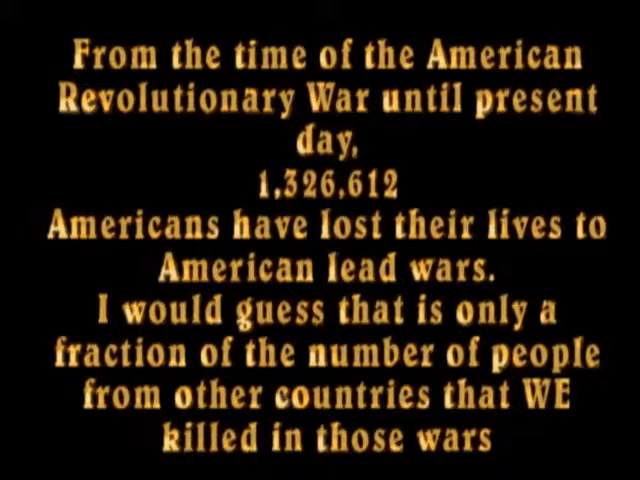 From the time of the American
Revolutionary War until present
day,
1,326,612
Americans have lost their lives to
American lead wars.
I would guess that is only a
fraction of the number of people
from other countries that WE
killed in those wars